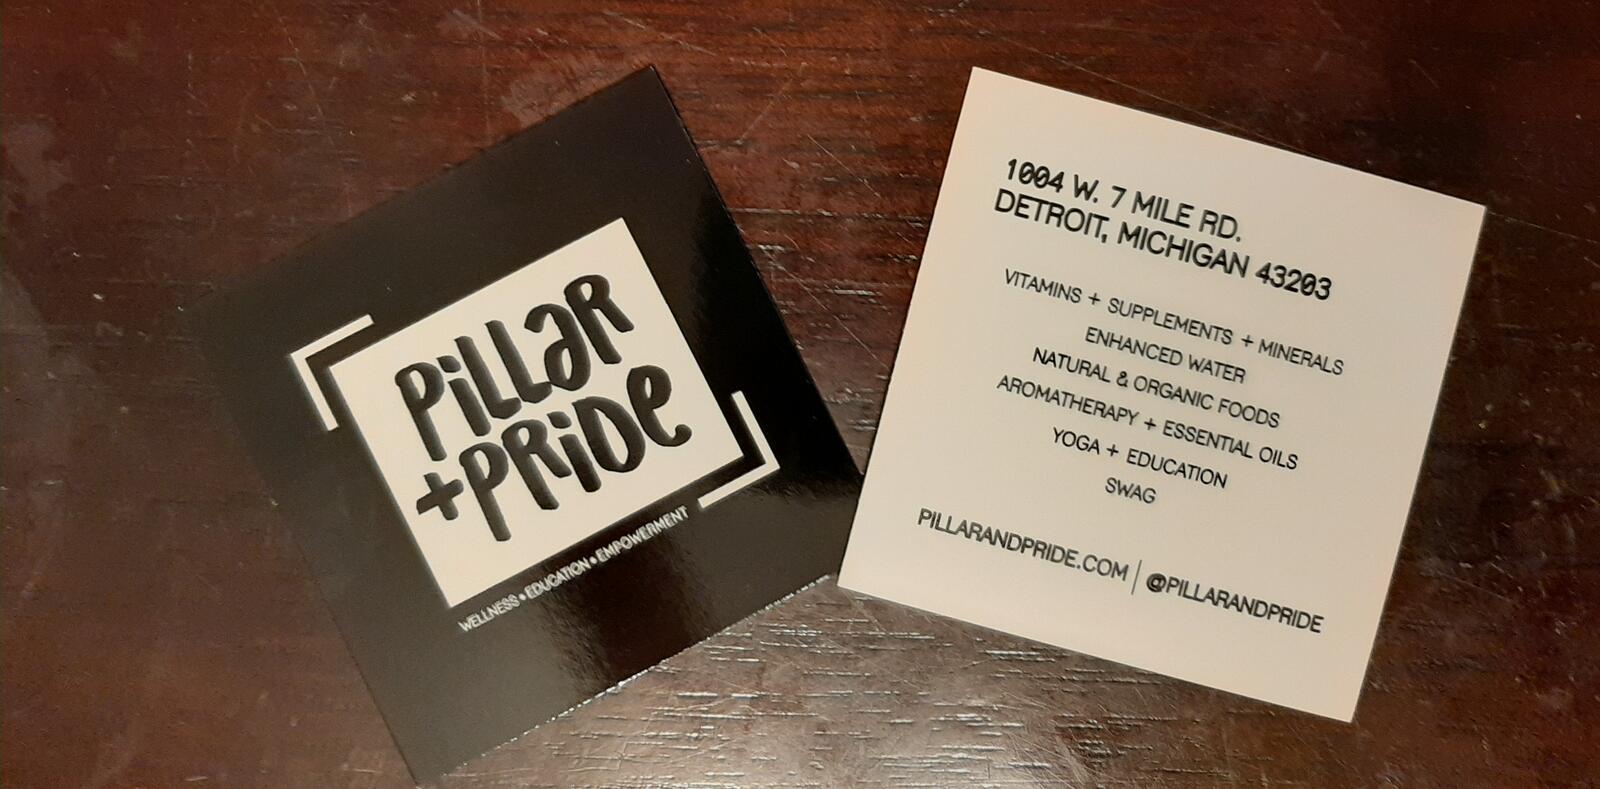 PiLLaR
+PRiDe
WELLNESS • EDUCATION • EMPOWERMENT
1004 W. 7 MILE RD.
DETROIT, MICHIGAN 43203
VITAMINS + SUPPLEMENTS + MINERALS
ENHANCED WATER
NATURAL & ORGANIC FOODS
AROMATHERAPY + ESSENTIAL OILS
YOGA + EDUCATION
SWAG
PILLARANDPRIDE.COM | @PILLARANDPRIDE